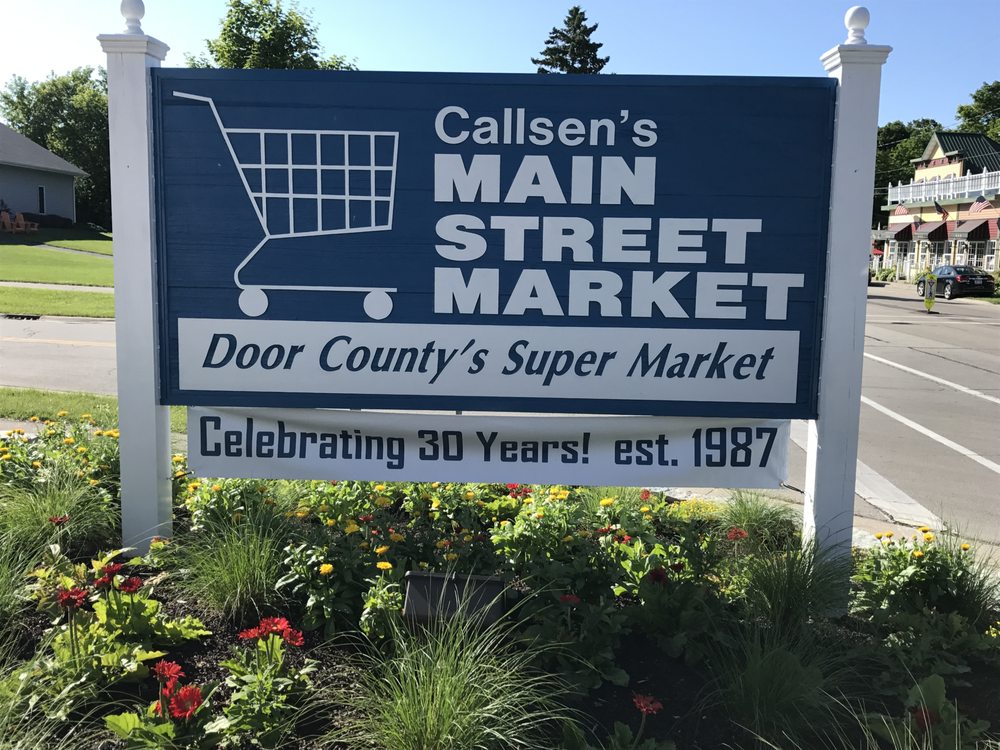 Callsen's
MAIN
STREET
MARKET
Door County's Super Market
Celebrating 30 Years! est. 1987